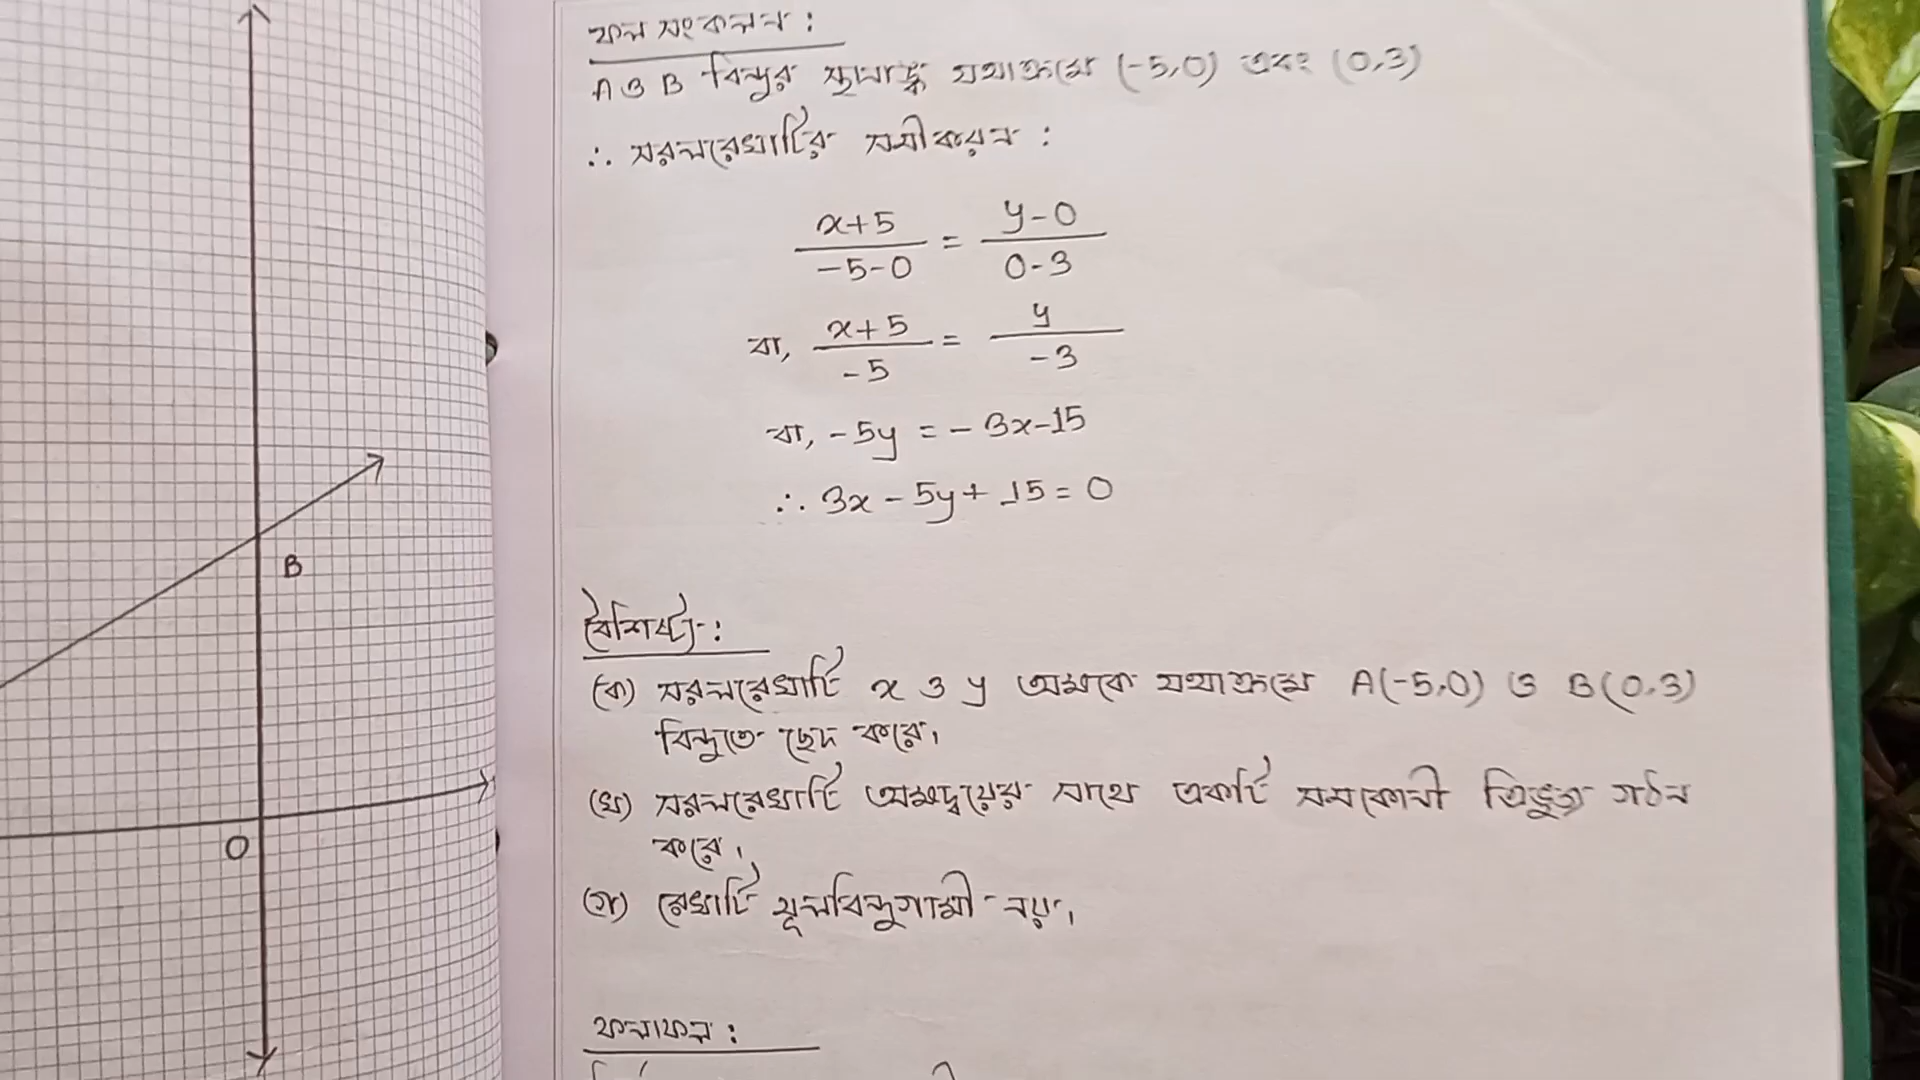 ফল সংকলন :
A ও B বিন্দুর স্থানাঙ্ক যথাক্রমে (-5,0) এবং (0,3)
∴ সরলরেখাটির সমীকরন :
x+5 / -5-0 = y-0 / 0-3
বা, x+5 / -5 = y / -3
বা, -5y = -3x-15
∴ 3x - 5y + 15 = 0
B
বৈশিষ্ট্য :
(ক) সরলরেখাটি x ও y অক্ষকে যথাক্রমে A(-5,0) ও B(0,3)
বিন্দুতে ছেদ করে।
(খ) সরলরেখাটি অক্ষদ্বয়ের সাথে একটি সমকোনী ত্রিভুজ গঠন
করে।
O
(গ) রেখাটি মূলবিন্দুগামী নয়।
ফলাফল :